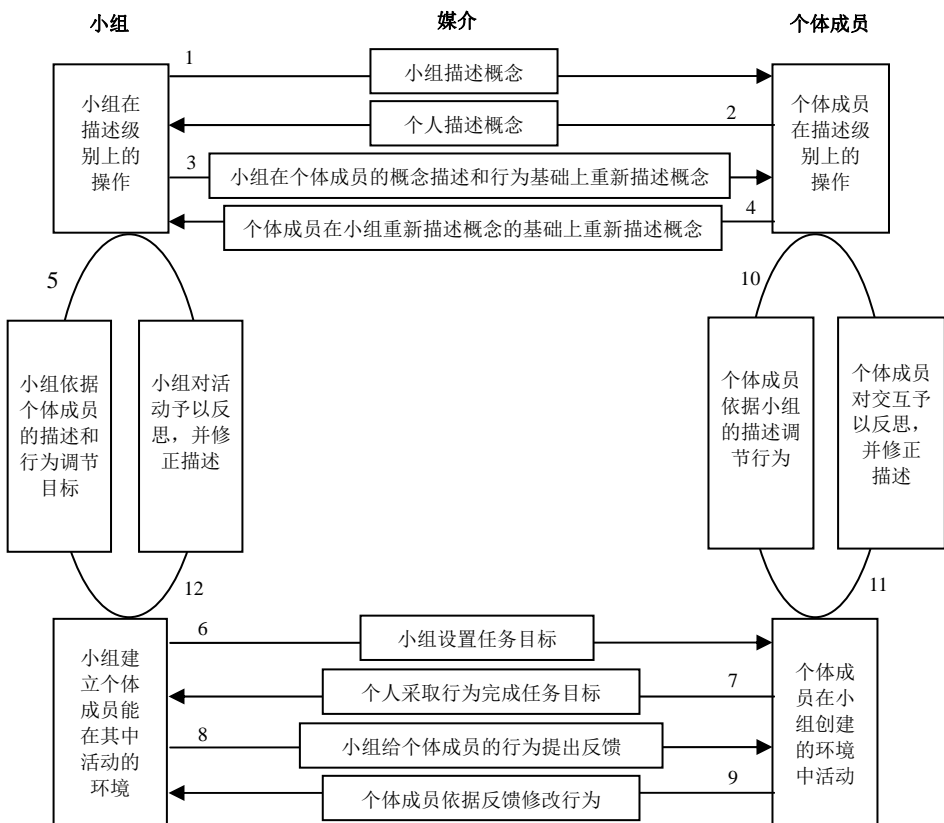 小组
媒介
个体成员
1
小组描述概念
小组在
描述级
别上的
操作
个体成员
在描述级
别上的
操作
2
个人描述概念
3
小组在个体成员的概念描述和行为基础上重新描述概念
4
个体成员在小组重新描述概念的基础上重新描述概念
5
10
小组依据
个体成员
的描述和
行为调节
目标
小组对活
动予以反
思，并修
正描述
个体成员
依据小组
的描述调
节行为
个体成员
对交互予
以反思，
并修正
描述
12
11
6
小组设置任务目标
小组建
立个体
成员能
在其中
活动的
环境
个体成
员在小
组创建
的环境
中活动
7
个人采取行为完成任务目标
8
小组给个体成员的行为提出反馈
9
个体成员依据反馈修改行为